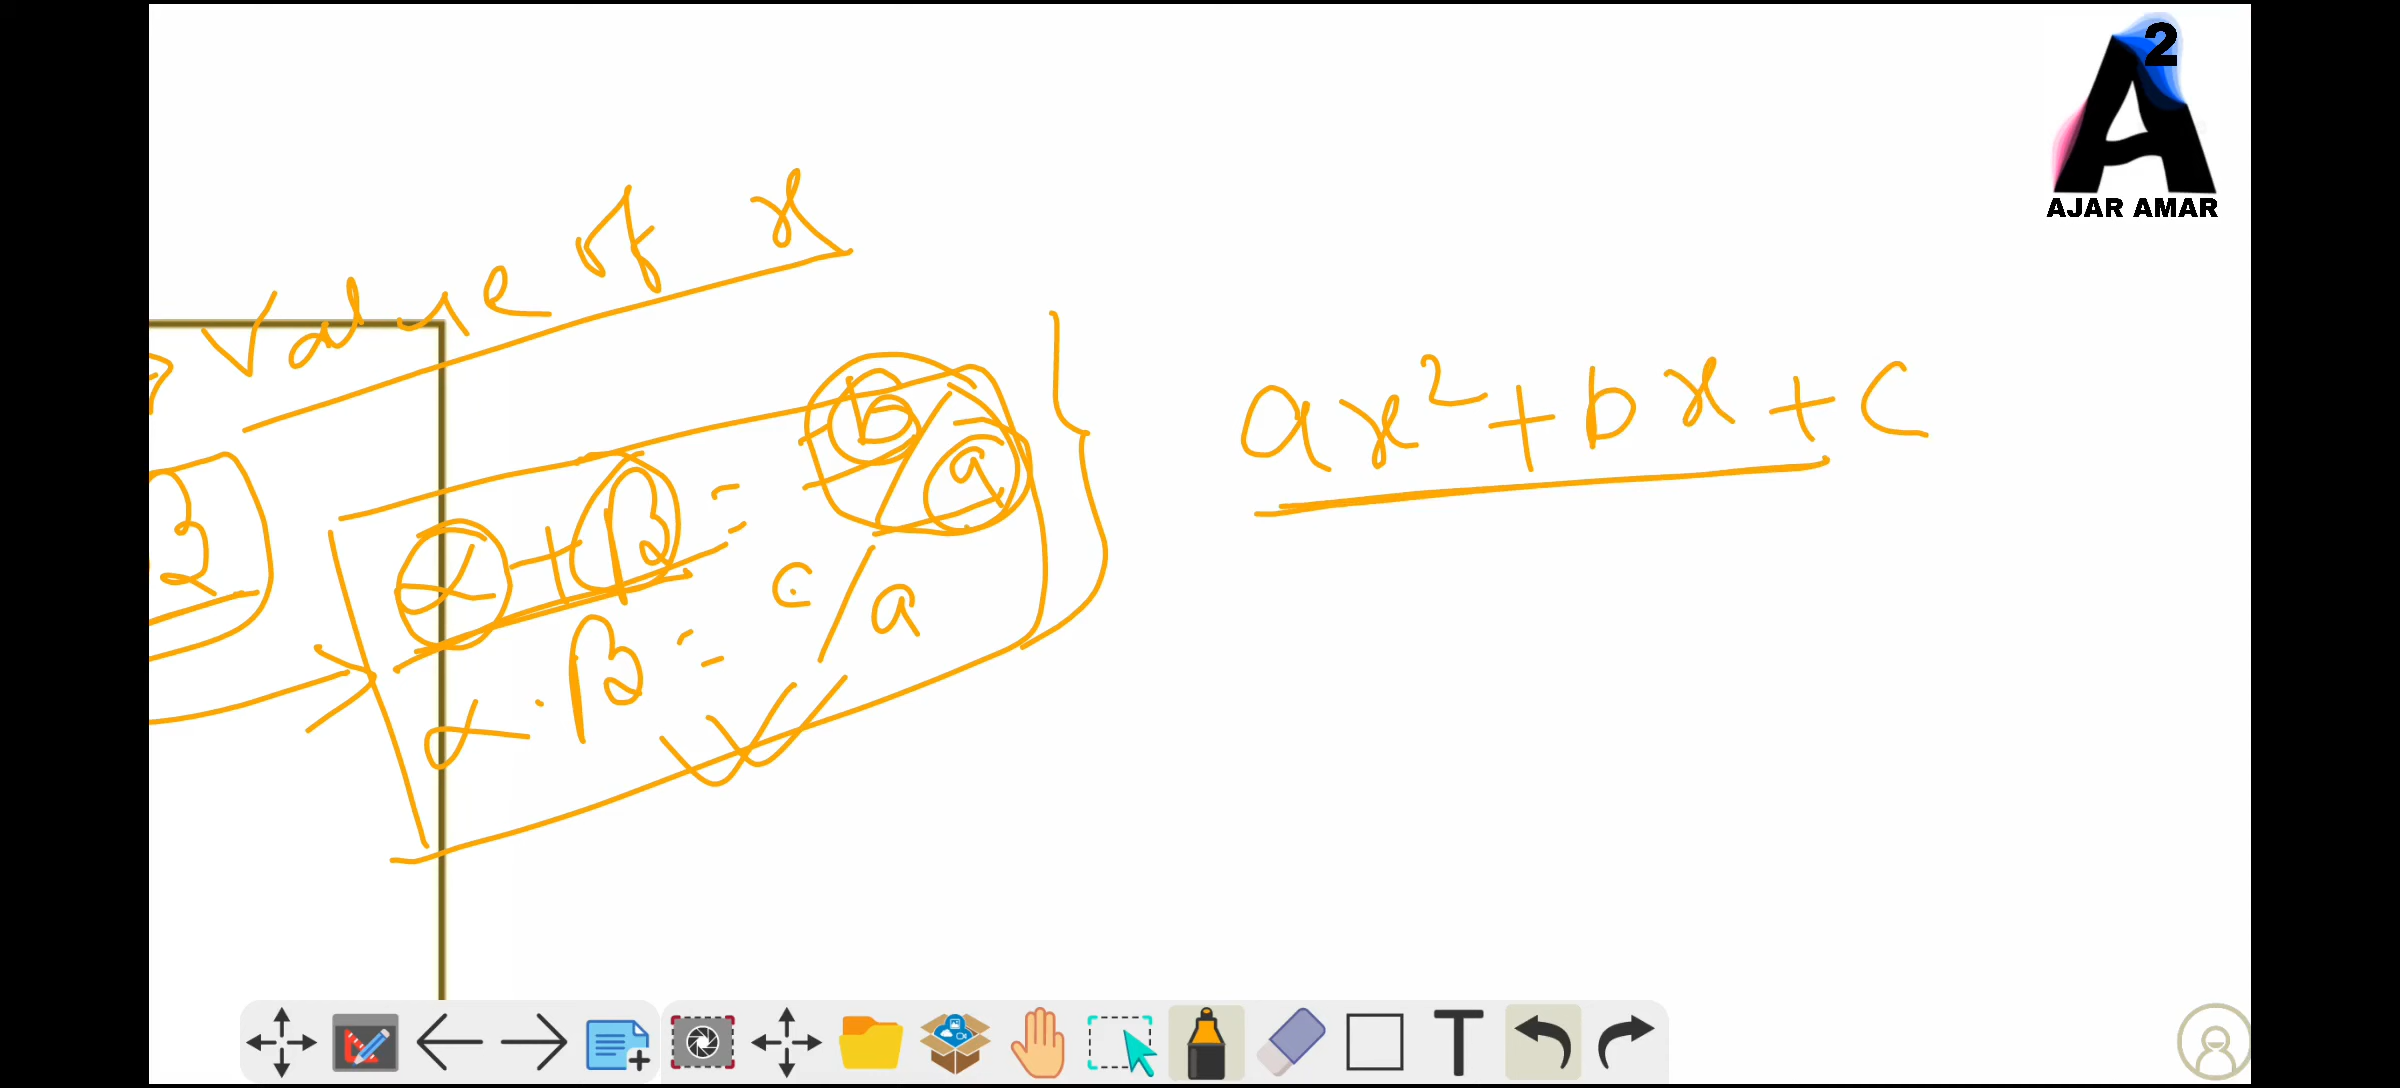 2
A
AJAR AMAR
Value of x
ax²+bx+c
α+β = -b/a
α.β = c/a
T